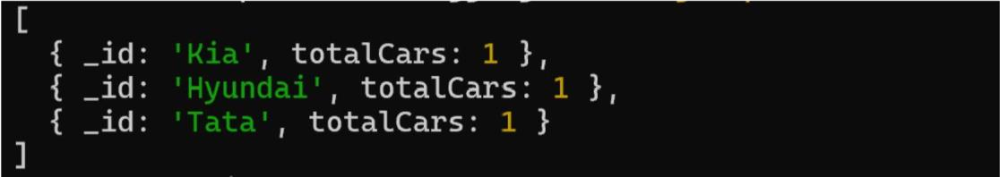 [
  { _id: 'Kia', totalCars: 1 },
  { _id: 'Hyundai', totalCars: 1 },
  { _id: 'Tata', totalCars: 1 }
]